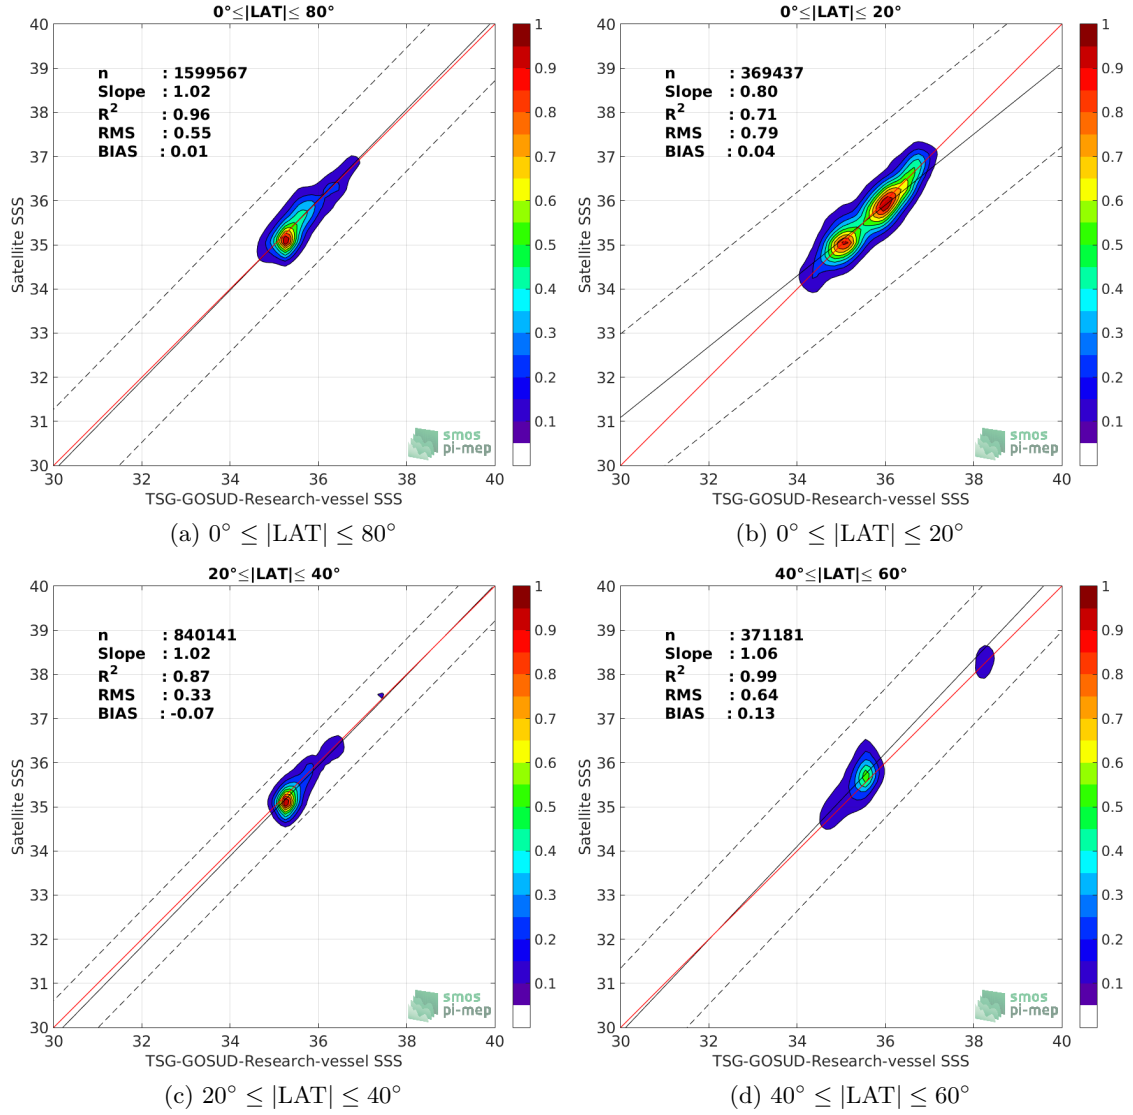 0°≤|LAT|≤ 80°
40
39
38
37
36
35
34
33
32
31
30
30
32
34
36
38
40
Satellite SSS
TSG-GOSUD-Research-vessel SSS
n : 1599567
Slope : 1.02
R² : 0.96
RMS : 0.55
BIAS : 0.01
smos
pi-mep
1
0.9
0.8
0.7
0.6
0.5
0.4
0.3
0.2
0.1
(a) 0° ≤ |LAT| ≤ 80°
0°≤|LAT|≤ 20°
40
39
38
37
36
35
34
33
32
31
30
30
32
34
36
38
40
Satellite SSS
TSG-GOSUD-Research-vessel SSS
n : 369437
Slope : 0.80
R² : 0.71
RMS : 0.79
BIAS : 0.04
smos
pi-mep
1
0.9
0.8
0.7
0.6
0.5
0.4
0.3
0.2
0.1
(b) 0° ≤ |LAT| ≤ 20°
20°≤|LAT|≤ 40°
40
39
38
37
36
35
34
33
32
31
30
30
32
34
36
38
40
Satellite SSS
TSG-GOSUD-Research-vessel SSS
n : 840141
Slope : 1.02
R² : 0.87
RMS : 0.33
BIAS : -0.07
smos
pi-mep
1
0.9
0.8
0.7
0.6
0.5
0.4
0.3
0.2
0.1
(c) 20° ≤ |LAT| ≤ 40°
40°≤|LAT|≤ 60°
40
39
38
37
36
35
34
33
32
31
30
30
32
34
36
38
40
Satellite SSS
TSG-GOSUD-Research-vessel SSS
n : 371181
Slope : 1.06
R² : 0.99
RMS : 0.64
BIAS : 0.13
smos
pi-mep
1
0.9
0.8
0.7
0.6
0.5
0.4
0.3
0.2
0.1
(d) 40° ≤ |LAT| ≤ 60°